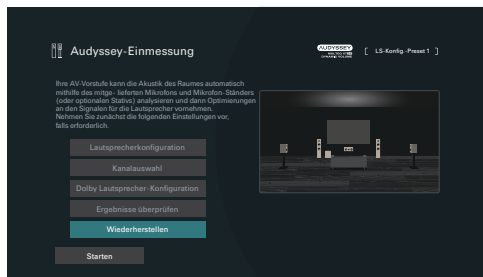 Audyssey-Einmessung
AUDYSSEY
DYNAMIC VOLUME
[ LS-Konfig.-Preset 1 ]
Ihre AV-Vorstufe kann die Akustik des Raumes automatisch
mithilfe des mitge- lieferten Mikrofons und Mikrofon-Ständers
(oder optionalen Stativs) analysieren und dann Optimierungen
an den Signalen für die Lautsprecher vornehmen.
Nehmen Sie zunächst die folgenden Einstellungen vor,
falls erforderlich.
Lautsprecherkonfiguration
Kanalauswahl
Dolby Lautsprecher-Konfiguration
Ergebnisse überprüfen
Wiederherstellen
Starten